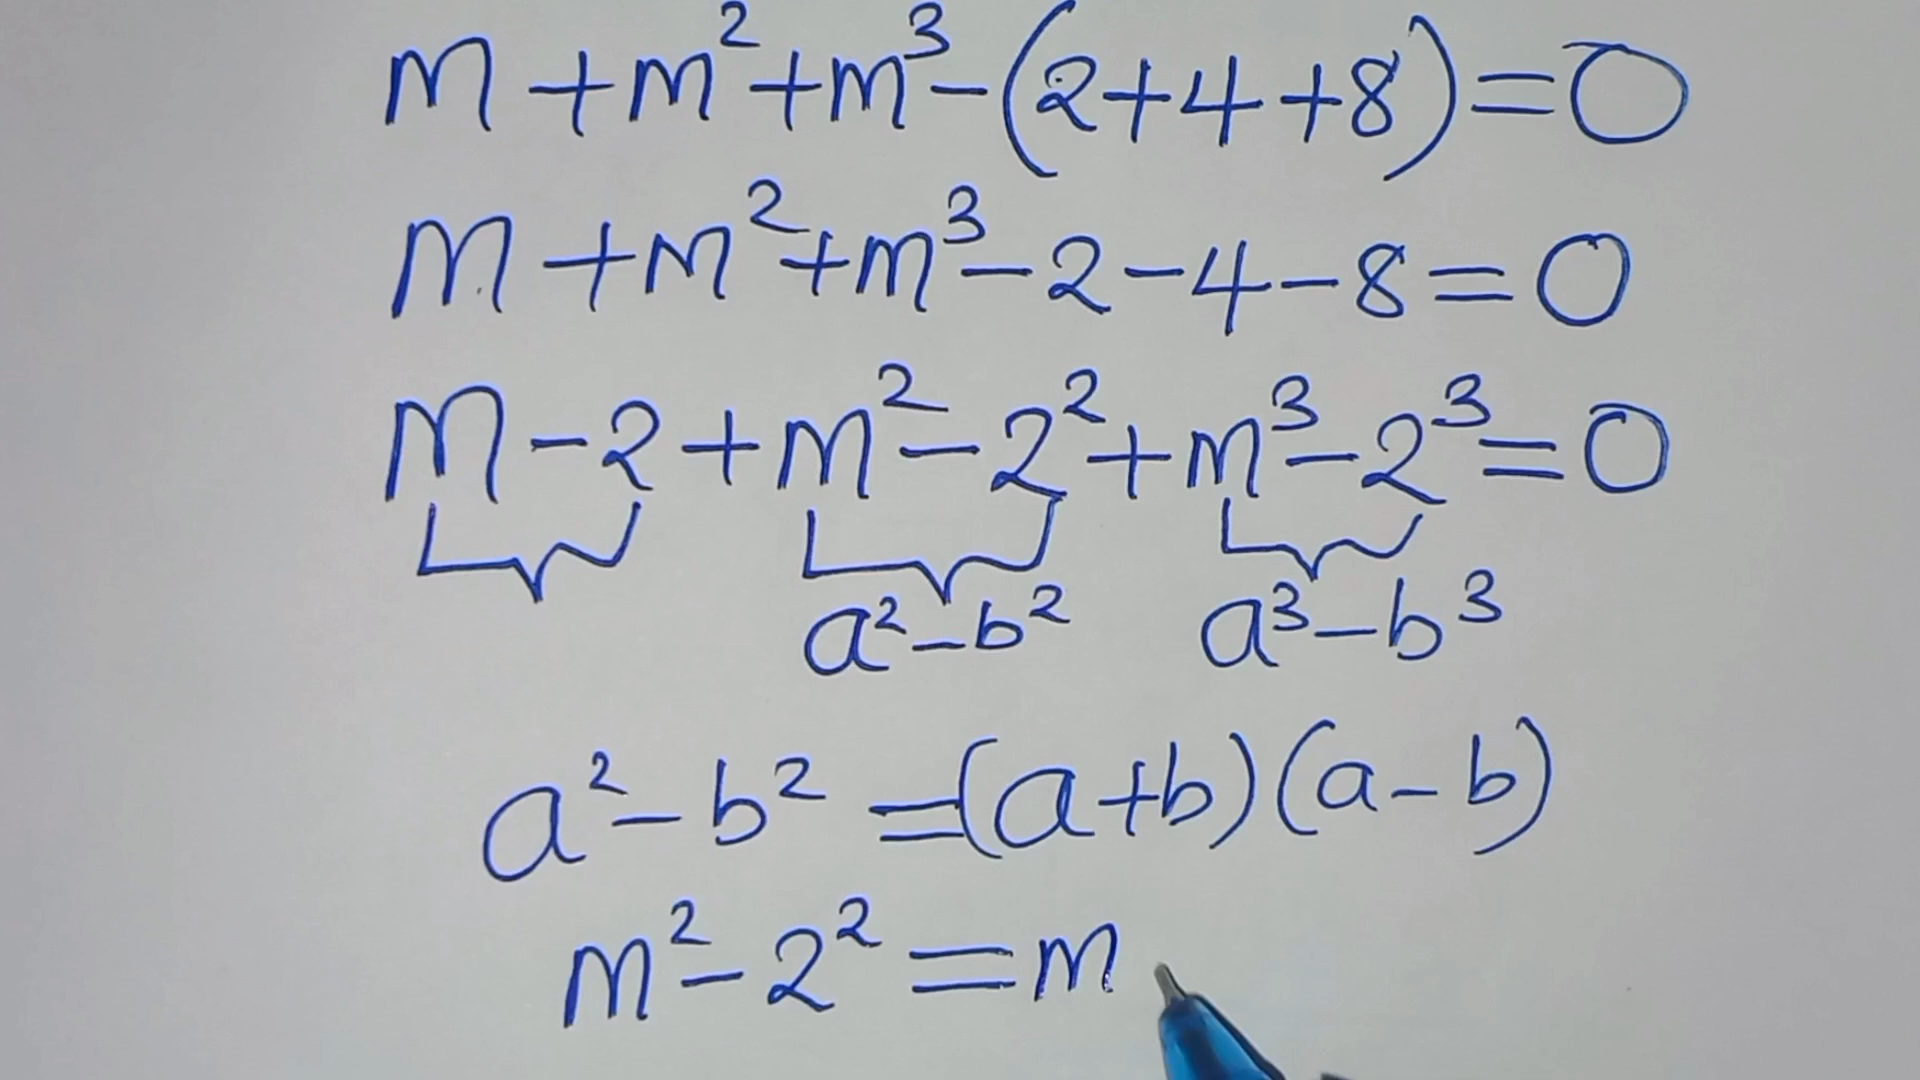 m + m² + m³ - (2 + 4 + 8) = 0
m + m² + m³ - 2 - 4 - 8 = 0
m - 2 + m² - 2² + m³ - 2³ = 0
a² - b² a³ - b³
a² - b² = (a + b)(a - b)
m² - 2² = m